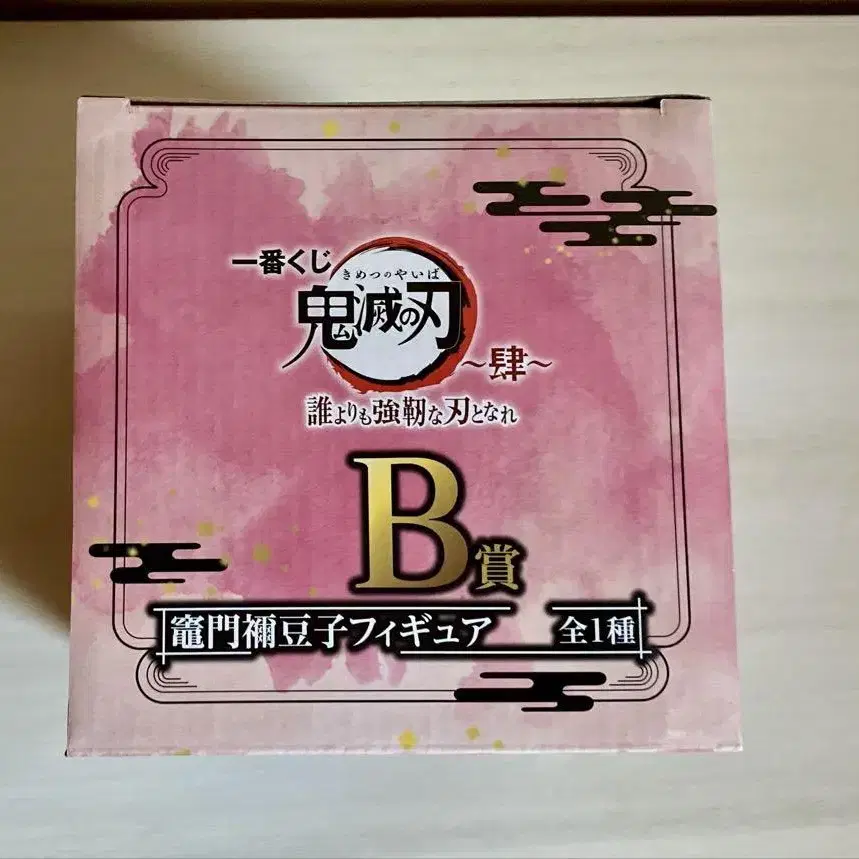 一番くじ
きめつのやいば
鬼滅の刃
～肆～
誰よりも強靭な刃となれ
B賞
竈門禰豆子フィギュア 全1種